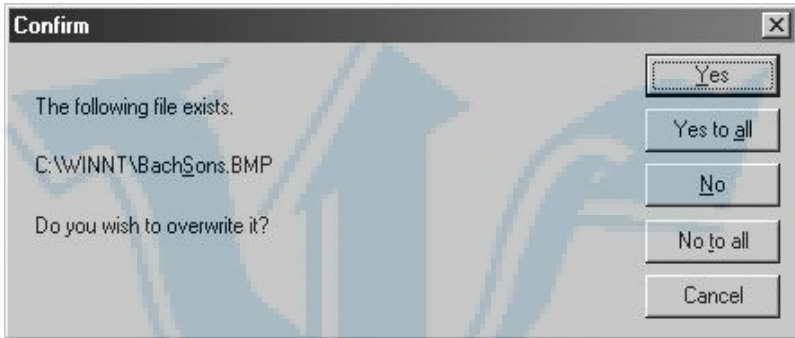 Confirm
The following file exists.
C:\WINNT\BachSons.BMP
Do you wish to overwrite it?
Yes
Yes to all
No
No to all
Cancel